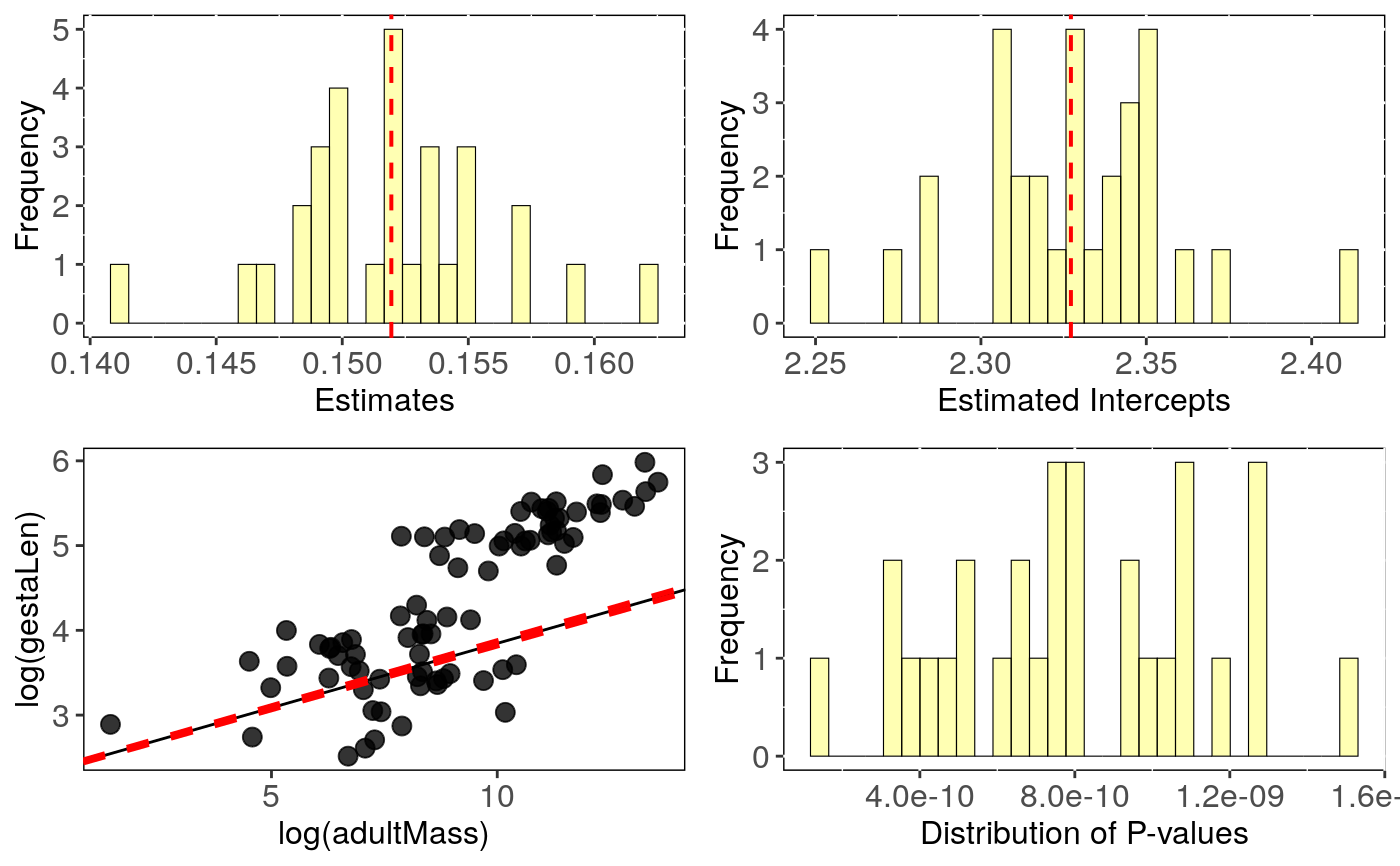 Frequency
5
4
3
2
1
0
0.140 0.145 0.150 0.155 0.160
Estimates
Frequency
4
3
2
1
0
2.25 2.30 2.35 2.40
Estimated Intercepts
log(gestaLen)
6
5
4
3
5 10
log(adultMass)
Frequency
3
2
1
0
4.0e-10 8.0e-10 1.2e-09 1.6e-
Distribution of P-values